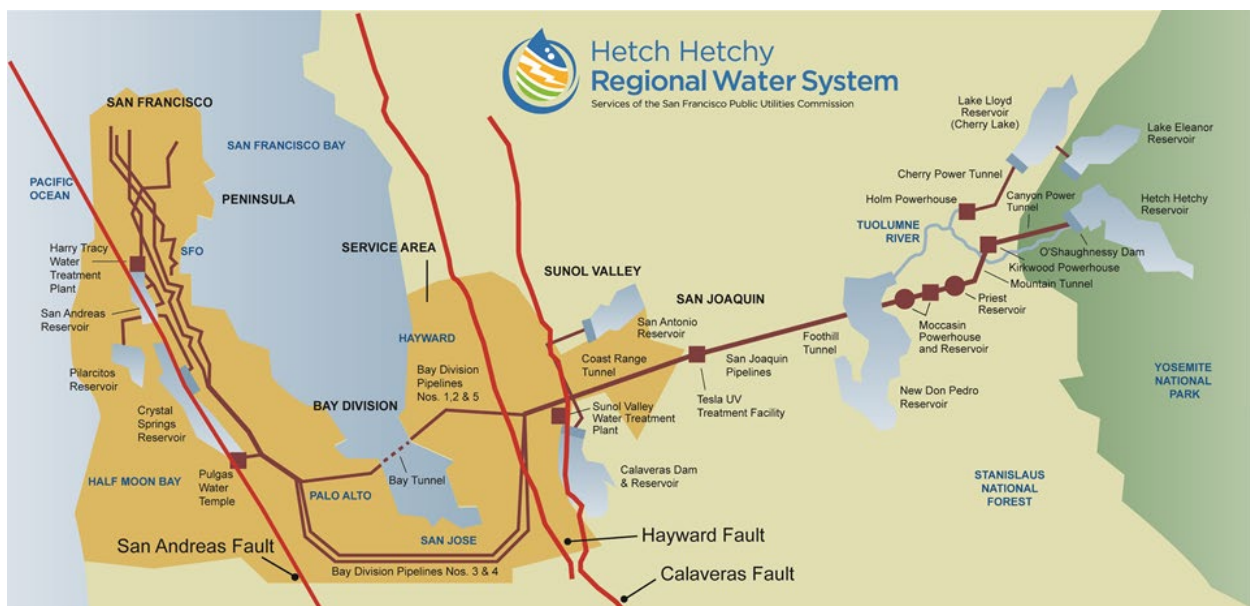 Hetch Hetchy
Regional Water System
Services of the San Francisco Public Utilities Commission
SAN FRANCISCO
SAN FRANCISCO BAY
PACIFIC
OCEAN
PENINSULA
SFO
Harry Tracy
Water
Treatment
Plant
San Andreas
Reservoir
Pilarcitos
Reservoir
Crystal
Springs
Reservoir
HALF MOON BAY
Pulgas
Water
Temple
San Andreas Fault
SERVICE AREA
HAYWARD
Bay Division
Pipelines
Nos. 1,2 & 5
BAY DIVISION
Bay Tunnel
PALO ALTO
SAN JOSE
Bay Division Pipelines Nos. 3 & 4
SUNOL VALLEY
San Antonio
Reservoir
Coast Range
Tunnel
Sunol Valley
Water Treatment
Plant
Calaveras Dam
& Reservoir
Hayward Fault
Calaveras Fault
SAN JOAQUIN
San Joaquin
Pipelines
Tesla UV
Treatment Facility
Foothill
Tunnel
New Don Pedro
Reservoir
Moccasin
Powerhouse
and Reservoir
Priest
Reservoir
TUOLUMNE
RIVER
Holm Powerhouse
Cherry Power Tunnel
Lake Lloyd
Reservoir
(Cherry Lake)
Lake Eleanor
Reservoir
Canyon Power
Tunnel
Hetch Hetchy
Reservoir
O'Shaughnessy Dam
Kirkwood Powerhouse
Mountain Tunnel
YOSEMITE
NATIONAL
PARK
STANISLAUS
NATIONAL
FOREST